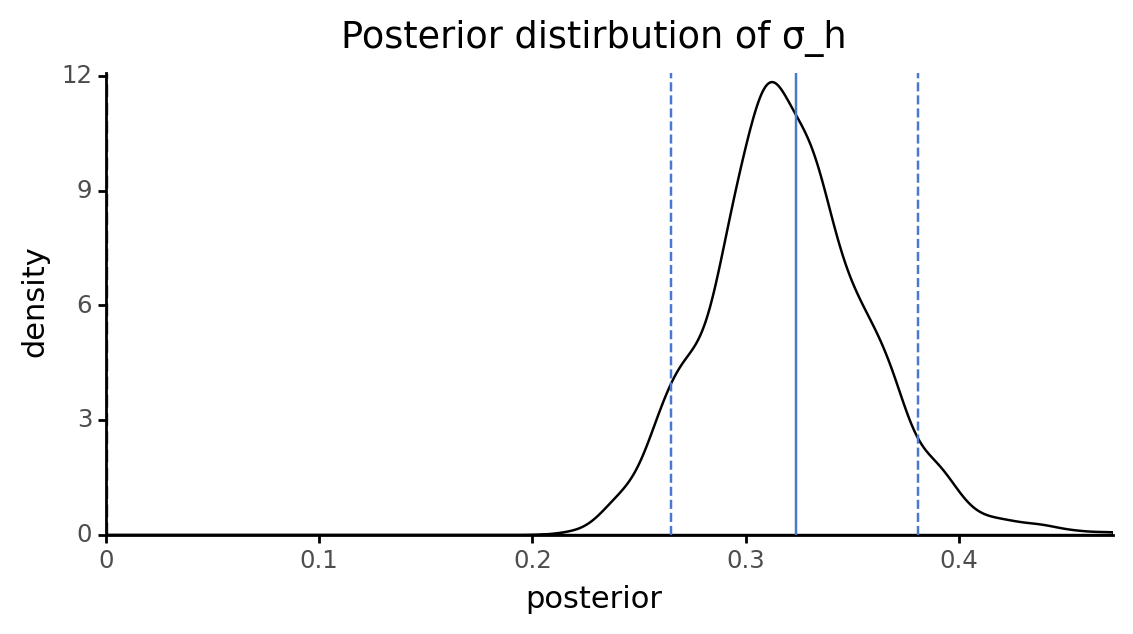 Posterior distirbution of σ_h
12
9
6
3
0
density
0 0.1 0.2 0.3 0.4
posterior